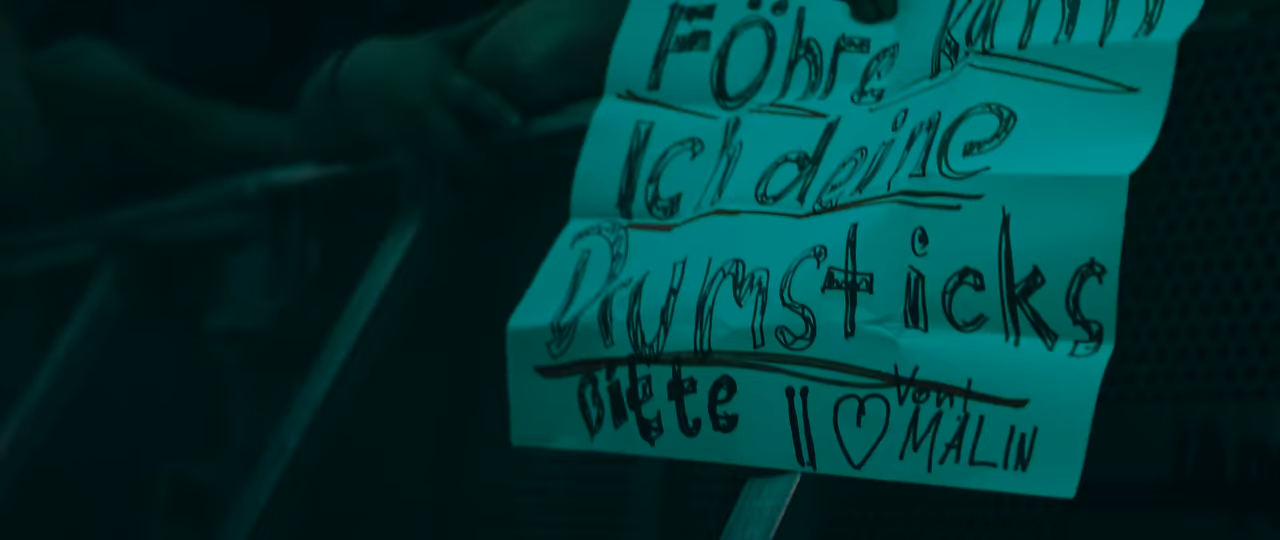 Föhre kann
Ich deine
Drumsticks
bitte Von
MALIN